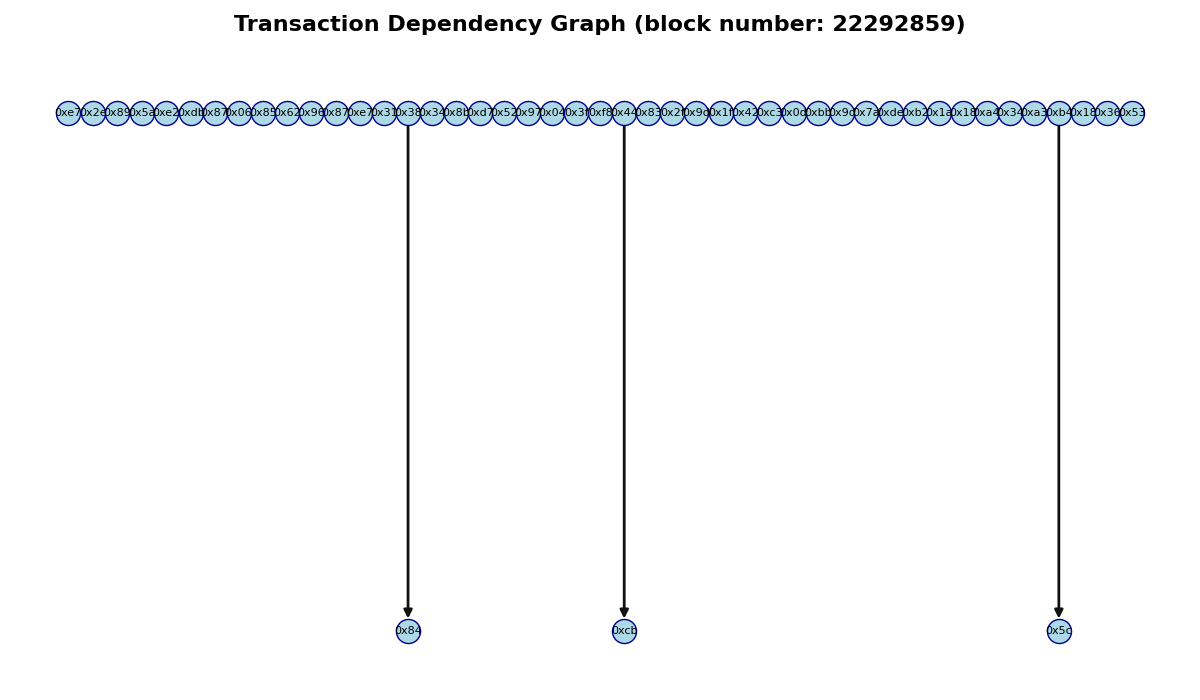 Transaction Dependency Graph (block number: 22292859)
0xe7 0x2e 0x89 0x5a 0xe2 0xdb 0x87 0x06 0x85 0x62 0x96 0x87 0xe7 0x31 0x38 0x34 0x8b 0xd7 0x52 0x97 0x04 0x3f 0xf8 0x44 0x83 0x2f 0x9d 0x1f 0x42 0xc3 0x0d 0xbb 0x9d 0x7a 0xde 0xb2 0x1a 0x18 0xa4 0x34 0xa3 0xb4 0x18 0x36 0x53
0x84 0xcb 0x5c